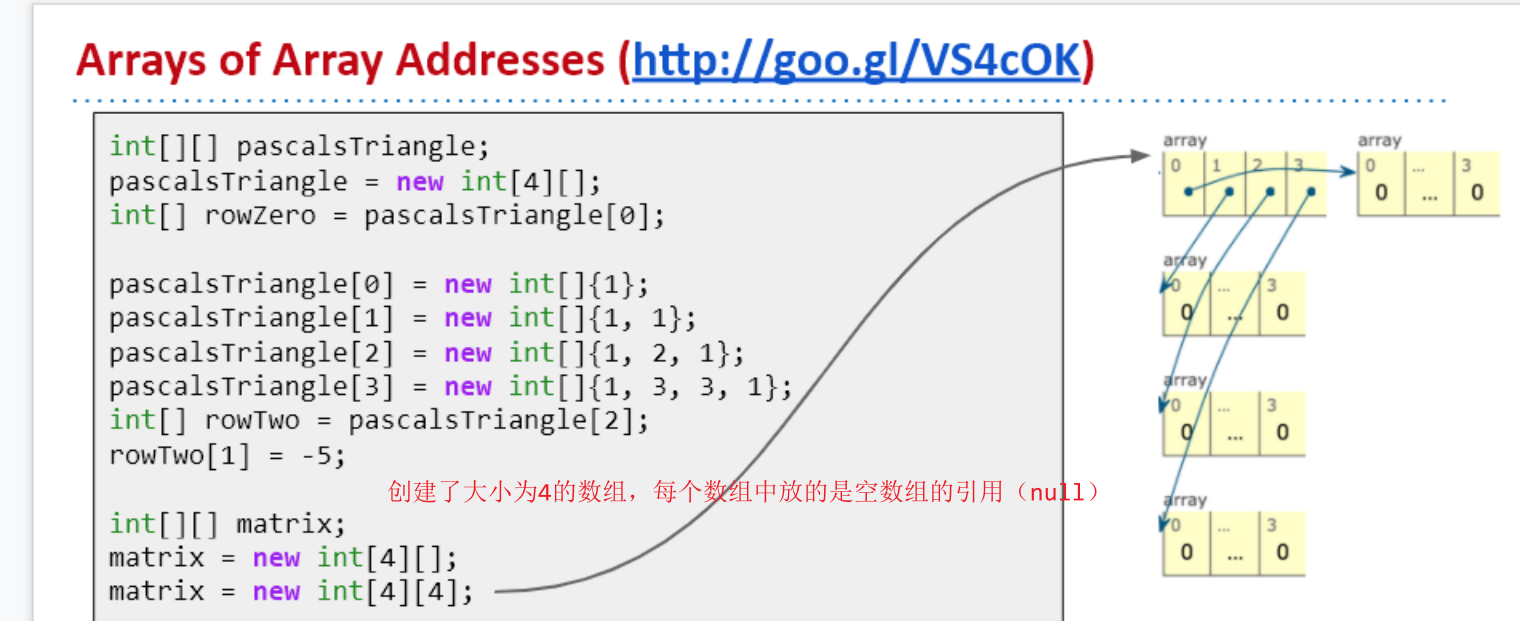 Arrays of Array Addresses (http://goo.gl/VS4cOK)
int[][] pascalsTriangle;
pascalsTriangle = new int[4][];
int[] rowZero = pascalsTriangle[0];
pascalsTriangle[0] = new int[]{1};
pascalsTriangle[1] = new int[]{1, 1};
pascalsTriangle[2] = new int[]{1, 2, 1};
pascalsTriangle[3] = new int[]{1, 3, 3, 1};
int[] rowTwo = pascalsTriangle[2];
rowTwo[1] = -5;
创建了大小为4的数组，每个数组中放的是空数组的引用（null）
int[][] matrix;
matrix = new int[4][];
matrix = new int[4][4];
array
0 1 2 3
array
0 ... 3
0 ... 0
array
0 ... 3
0 ... 0
array
0 ... 3
0 ... 0
array
0 ... 3
0 ... 0